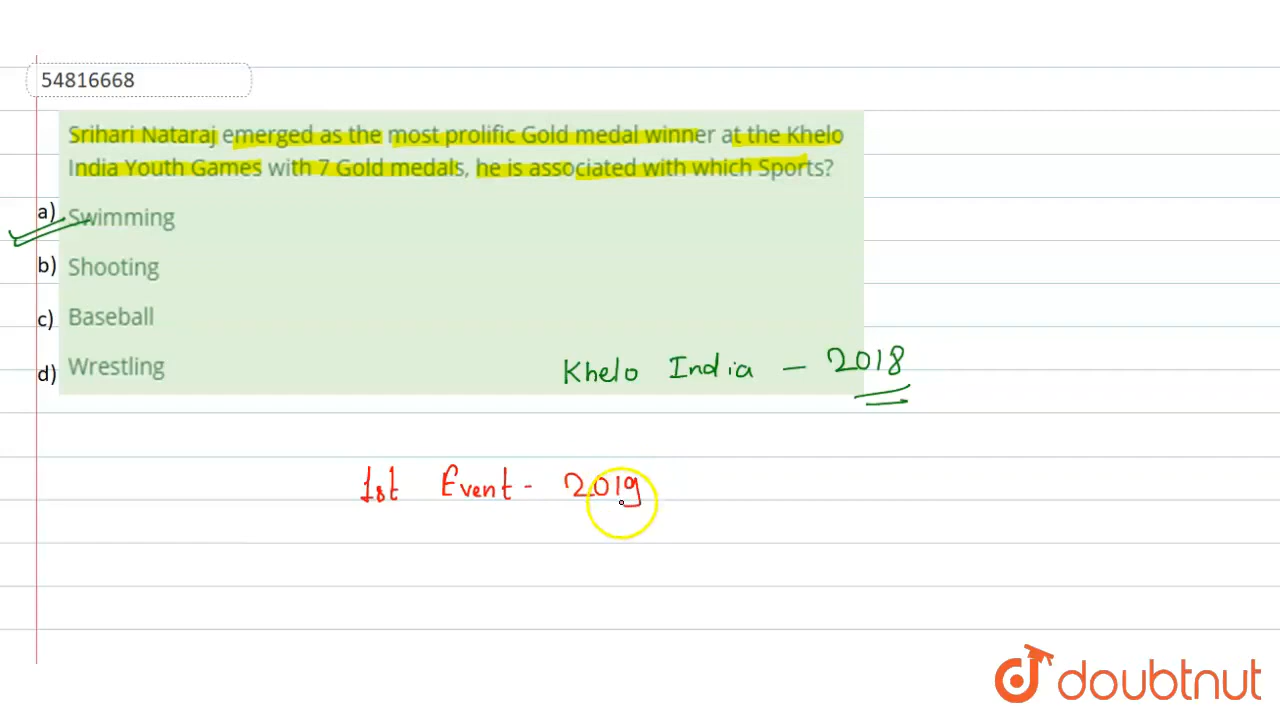 54816668
Srihari Nataraj emerged as the most prolific Gold medal winner at the Khelo
India Youth Games with 7 Gold medals, he is associated with which Sports?
a) Swimming
b) Shooting
c) Baseball
d) Wrestling
Khelo India - 2018
1st Event - 2019
doubtnut